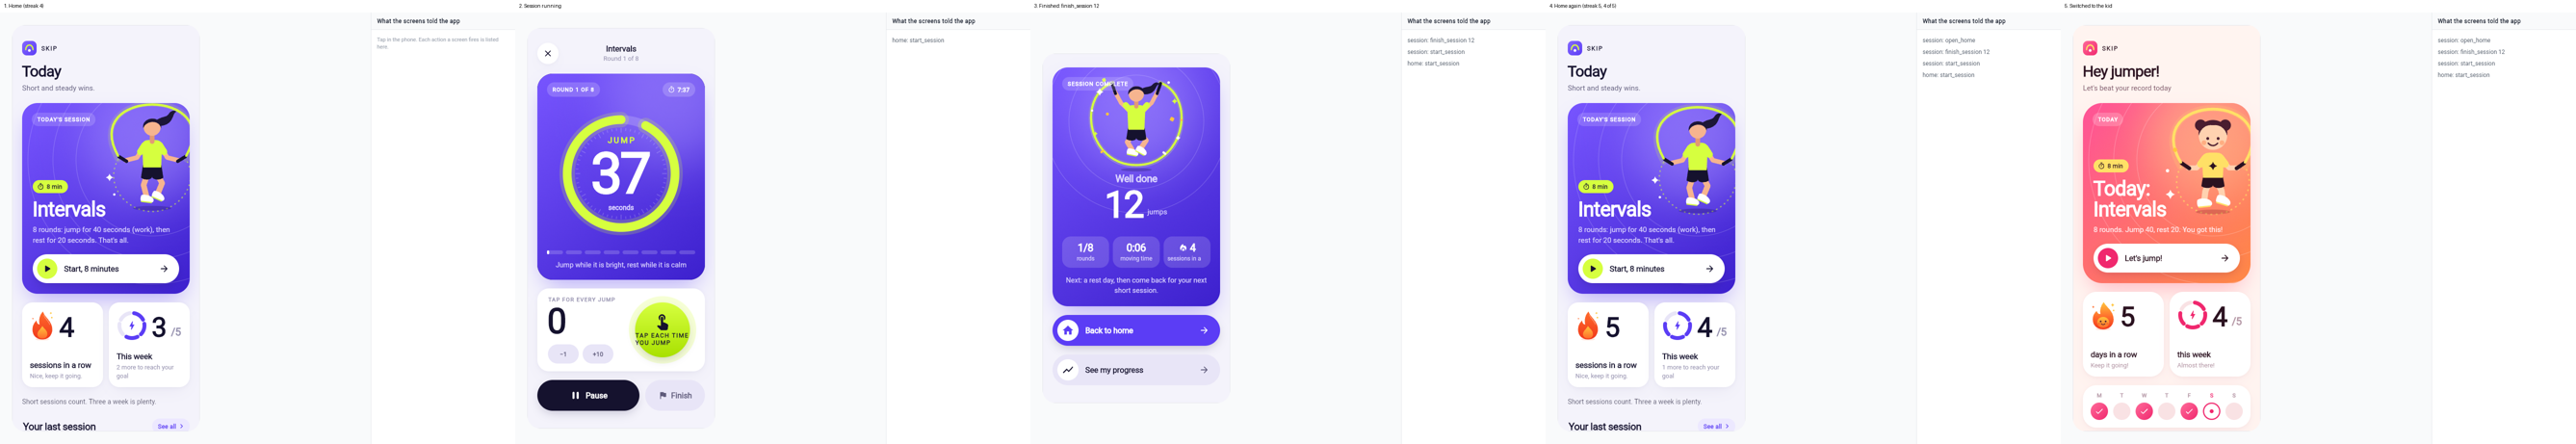 1. Home (streak 4)
SKIP
Today
Short and steady wins.
TODAY'S SESSION
8 min
Intervals
8 rounds: jump for 40 seconds (work), then
rest for 20 seconds. That's all.
Start, 8 minutes
4
sessions in a row
Nice, keep it going.
3 /5
This week
2 more to reach your
goal
Short sessions count. Three a week is plenty.
Your last session
See all
What the screens told the app
Tap in the phone. Each action a screen fires is listed
here.
2. Session running
Intervals
Round 1 of 8
ROUND 1 OF 8
7:37
JUMP
37
seconds
Jump while it is bright, rest while it is calm
TAP FOR EVERY JUMP
0
−1
+10
TAP EACH TIME
YOU JUMP
Pause
Finish
What the screens told the app
home: start_session
3. Finished finish_session 12
SESSION COMPLETE
Well done
12 jumps
1/8
rounds
0:06
moving time
4
sessions in a
Next: a rest day, then come back for your next
short session.
Back to home
See my progress
What the screens told the app
session: finish_session 12
session: start_session
home: start_session
4. Home again (streak 5, 4 of 5)
SKIP
Today
Short and steady wins.
TODAY'S SESSION
8 min
Intervals
8 rounds: jump for 40 seconds (work), then
rest for 20 seconds. That's all.
Start, 8 minutes
5
sessions in a row
Nice, keep it going.
4 /5
This week
1 more to reach your
goal
Short sessions count. Three a week is plenty.
Your last session
See all
What the screens told the app
session: open_home
session: finish_session 12
session: start_session
home: start_session
5. Switched to the kid
SKIP
Hey jumper!
Let's beat your record today
TODAY
8 min
Today:
Intervals
8 rounds. Jump 40, rest 20. You got this!
Let's jump!
5
days in a row
Keep it going!
4 /5
this week
Almost there!
M T W T F S S
What the screens told the app
session: open_home
session: finish_session 12
session: start_session
home: start_session